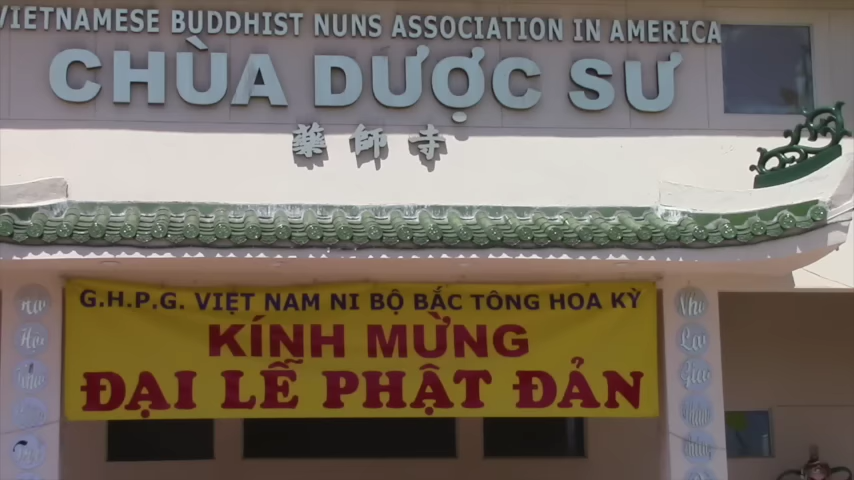 VIETNAMESE BUDDHIST NUNS ASSOCIATION IN AMERICA
CHÙA DƯỢC SƯ
藥師寺
G.H.P.G. VIỆT NAM NI BỘ BẮC TÔNG HOA KỲ
KÍNH MỪNG
ĐẠI LỄ PHẬT ĐẢN